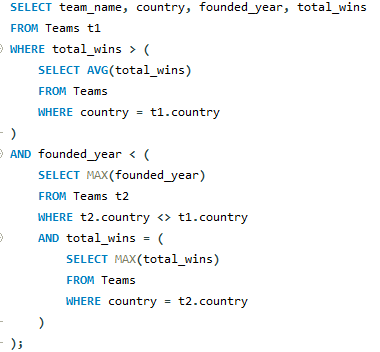 SELECT team_name, country, founded_year, total_wins
FROM Teams t1
WHERE total_wins > (
    SELECT AVG(total_wins)
    FROM Teams
    WHERE country = t1.country
)
AND founded_year < (
    SELECT MAX(founded_year)
    FROM Teams t2
    WHERE t2.country <> t1.country
    AND total_wins = (
        SELECT MAX(total_wins)
        FROM Teams
        WHERE country = t2.country
    )
);